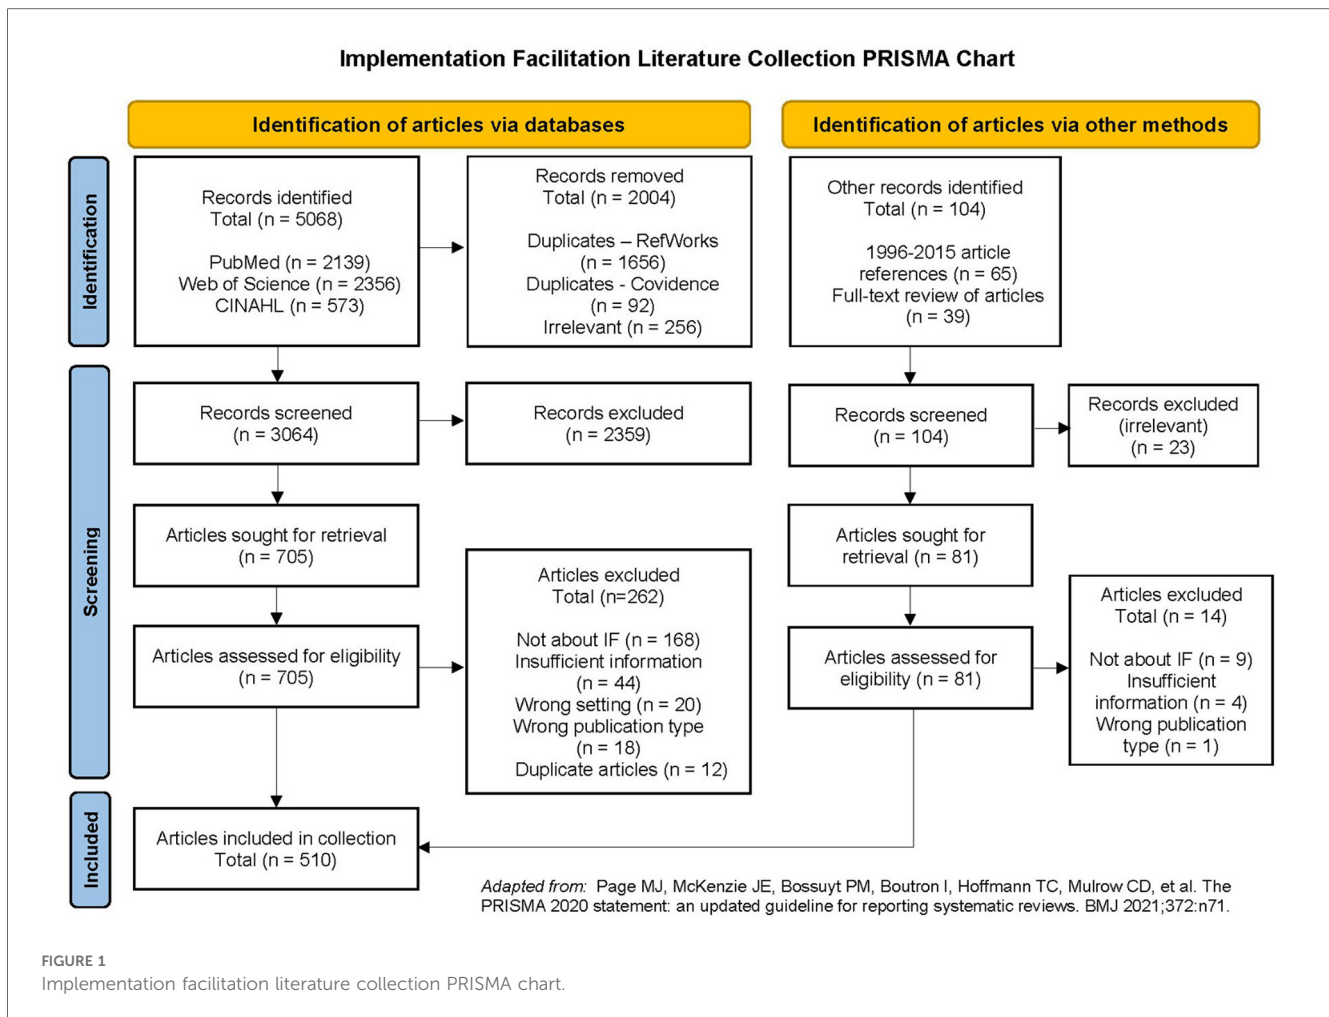 Implementation Facilitation Literature Collection PRISMA Chart
Identification of articles via databases
Identification of articles via other methods
Identification
Records identified
Total (n = 5068)
PubMed (n = 2139)
Web of Science (n = 2356)
CINAHL (n = 573)
Records removed
Total (n = 2004)
Duplicates – RefWorks
(n = 1656)
Duplicates - Covidence
(n = 92)
Irrelevant (n = 256)
Other records identified
Total (n = 104)
1996-2015 article
references (n = 65)
Full-text review of articles
(n = 39)
Screening
Records screened
(n = 3064)
Records excluded
(n = 2359)
Records screened
(n = 104)
Records excluded
(irrelevant)
(n = 23)
Articles sought for retrieval
(n = 705)
Articles sought for
retrieval (n = 81)
Articles assessed for eligibility
(n = 705)
Articles excluded
Total (n=262)
Not about IF (n = 168)
Insufficient information
(n = 44)
Wrong setting (n = 20)
Wrong publication type
(n = 18)
Duplicate articles (n = 12)
Articles assessed for
eligibility (n = 81)
Articles excluded
Total (n = 14)
Not about IF (n = 9)
Insufficient
information (n = 4)
Wrong publication
type (n = 1)
Included
Articles included in collection
Total (n = 510)
Adapted from: Page MJ, McKenzie JE, Bossuyt PM, Boutron I, Hoffmann TC, Mulrow CD, et al. The
PRISMA 2020 statement: an updated guideline for reporting systematic reviews. BMJ 2021;372:n71.
FIGURE 1
Implementation facilitation literature collection PRISMA chart.